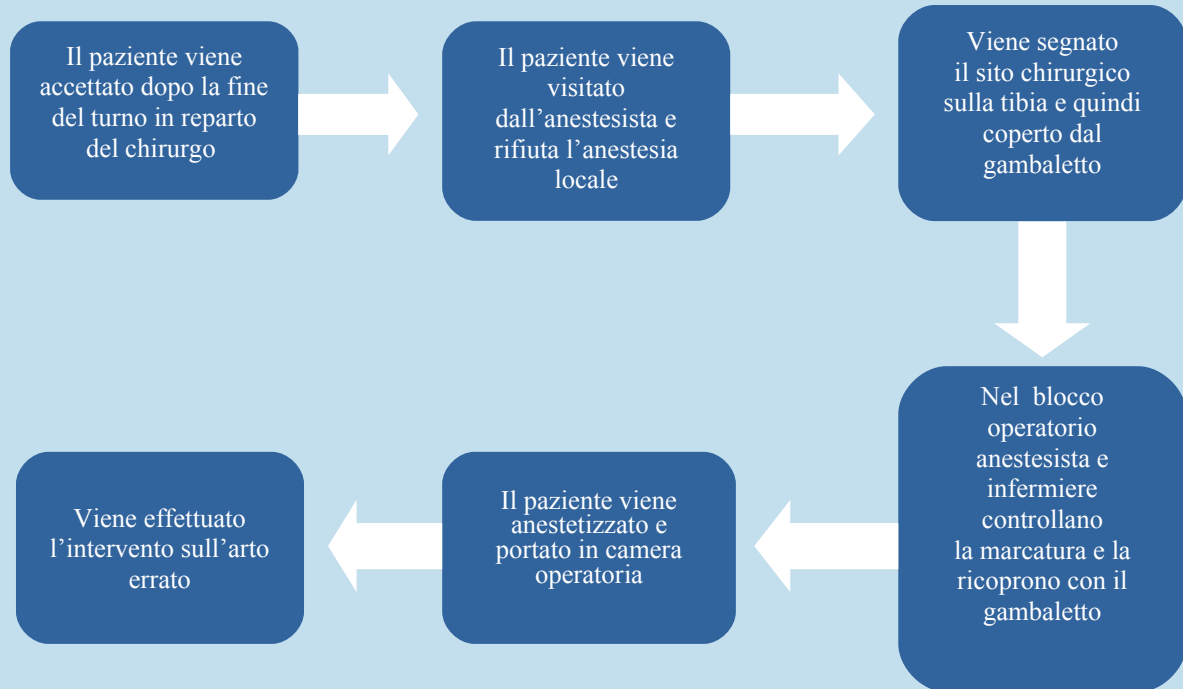 Il paziente viene
accettato dopo la fine
del turno in reparto
del chirurgo
Il paziente viene
visitato
dall'anestesista e
rifiuta l'anestesia
locale
Viene segnato
il sito chirurgico
sulla tibia e quindi
coperto dal
gambaletto
Nel blocco
operatorio
anestesista e
infermiere
controllano
la marcatura e la
ricoprono con il
gambaletto
Il paziente viene
anestetizzato e
portato in camera
operatoria
Viene effettuato
l'intervento sull'arto
errato